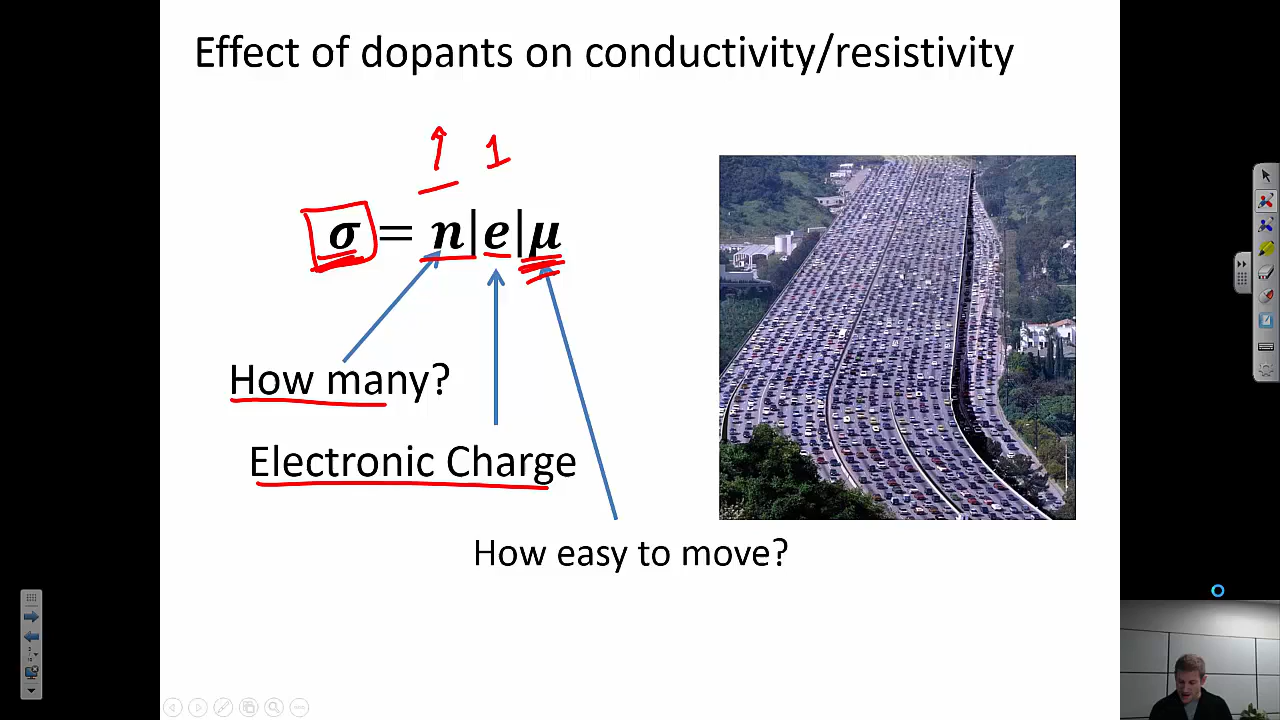 Effect of dopants on conductivity/resistivity
↑ 1
σ = n|e|μ
How many?
Electronic Charge
How easy to move?